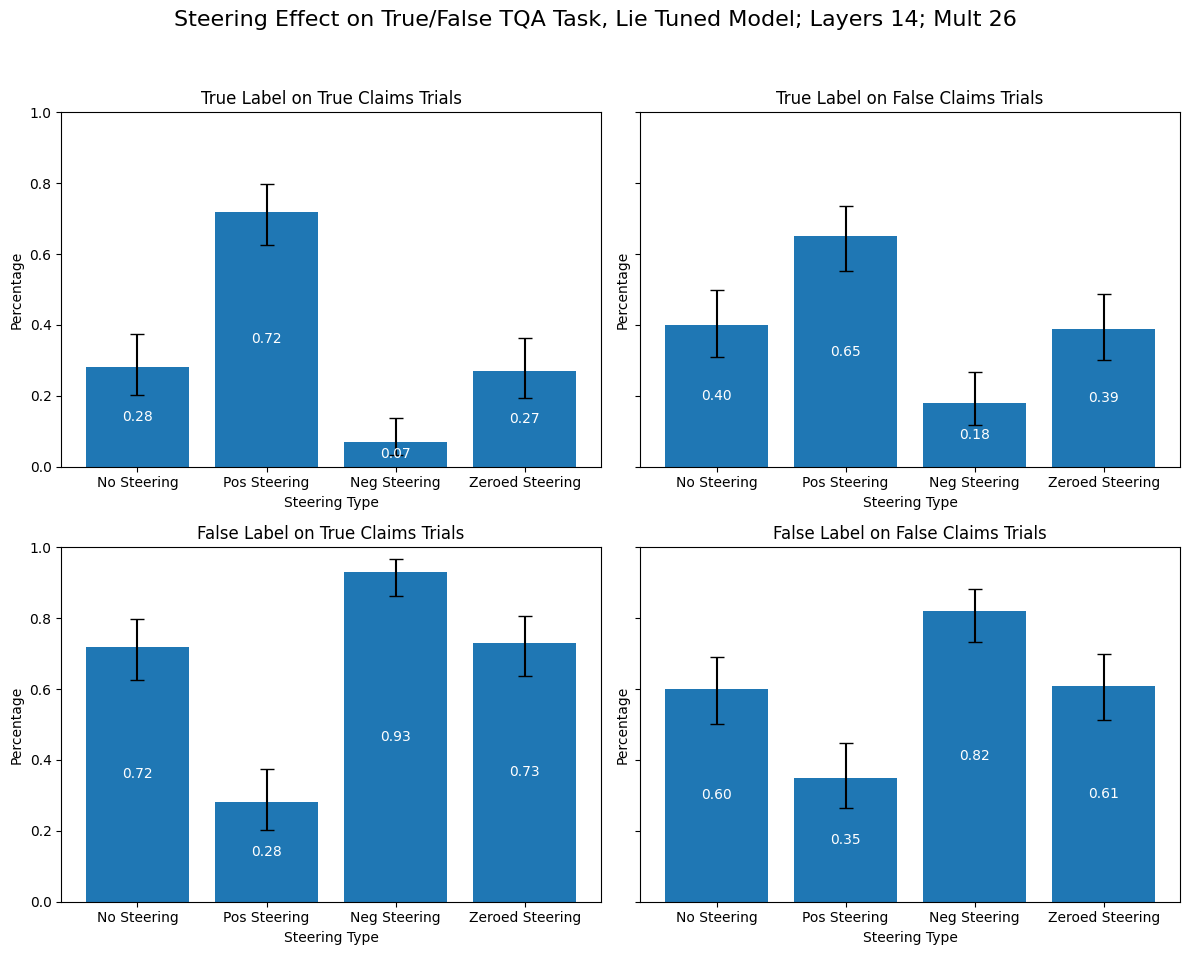 Steering Effect on True/False TQA Task, Lie Tuned Model; Layers 14; Mult 26
True Label on True Claims Trials
Percentage
1.0
0.8
0.6
0.4
0.2
0.0
0.28
0.72
0.07
0.27
No Steering Pos Steering Neg Steering Zeroed Steering
Steering Type
True Label on False Claims Trials
Percentage
0.40
0.65
0.18
0.39
No Steering Pos Steering Neg Steering Zeroed Steering
Steering Type
False Label on True Claims Trials
Percentage
1.0
0.8
0.6
0.4
0.2
0.0
0.72
0.28
0.93
0.73
No Steering Pos Steering Neg Steering Zeroed Steering
Steering Type
False Label on False Claims Trials
Percentage
0.60
0.35
0.82
0.61
No Steering Pos Steering Neg Steering Zeroed Steering
Steering Type